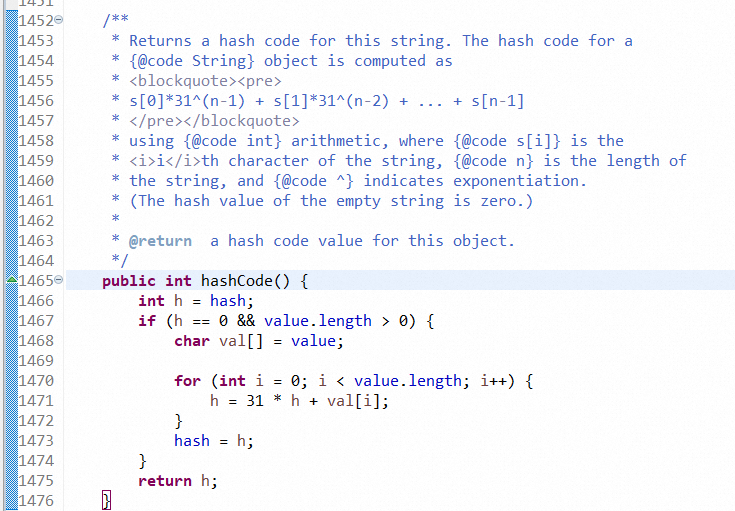 1451
1452 /**
1453 * Returns a hash code for this string. The hash code for a
1454 * {@code String} object is computed as
1455 * <blockquote><pre>
1456 * s[0]*31^(n-1) + s[1]*31^(n-2) + ... + s[n-1]
1457 * </pre></blockquote>
1458 * using {@code int} arithmetic, where {@code s[i]} is the
1459 * <i>i</i>th character of the string, {@code n} is the length of
1460 * the string, and {@code ^} indicates exponentiation.
1461 * (The hash value of the empty string is zero.)
1462 *
1463 * @return  a hash code value for this object.
1464 */
1465 public int hashCode() {
1466 int h = hash;
1467 if (h == 0 && value.length > 0) {
1468 char val[] = value;
1469
1470 for (int i = 0; i < value.length; i++) {
1471 h = 31 * h + val[i];
1472 }
1473 hash = h;
1474 }
1475 return h;
1476 }